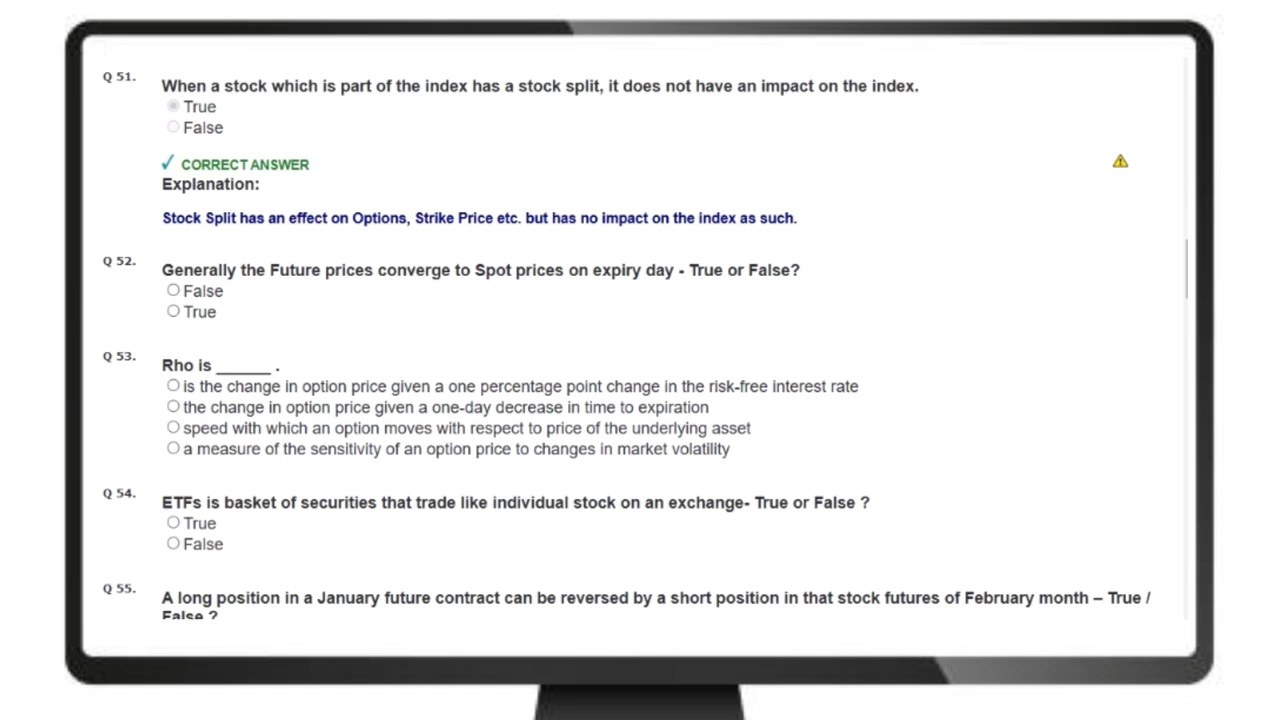 Q 51.
When a stock which is part of the index has a stock split, it does not have an impact on the index.
True
False
✓ CORRECT ANSWER
Explanation:
Stock Split has an effect on Options, Strike Price etc. but has no impact on the index as such.
Q 52.
Generally the Future prices converge to Spot prices on expiry day - True or False?
False
True
Q 53.
Rho is ______ .
is the change in option price given a one percentage point change in the risk-free interest rate
the change in option price given a one-day decrease in time to expiration
speed with which an option moves with respect to price of the underlying asset
a measure of the sensitivity of an option price to changes in market volatility
Q 54.
ETFs is basket of securities that trade like individual stock on an exchange- True or False ?
True
False
Q 55.
A long position in a January future contract can be reversed by a short position in that stock futures of February month – True /
False ?